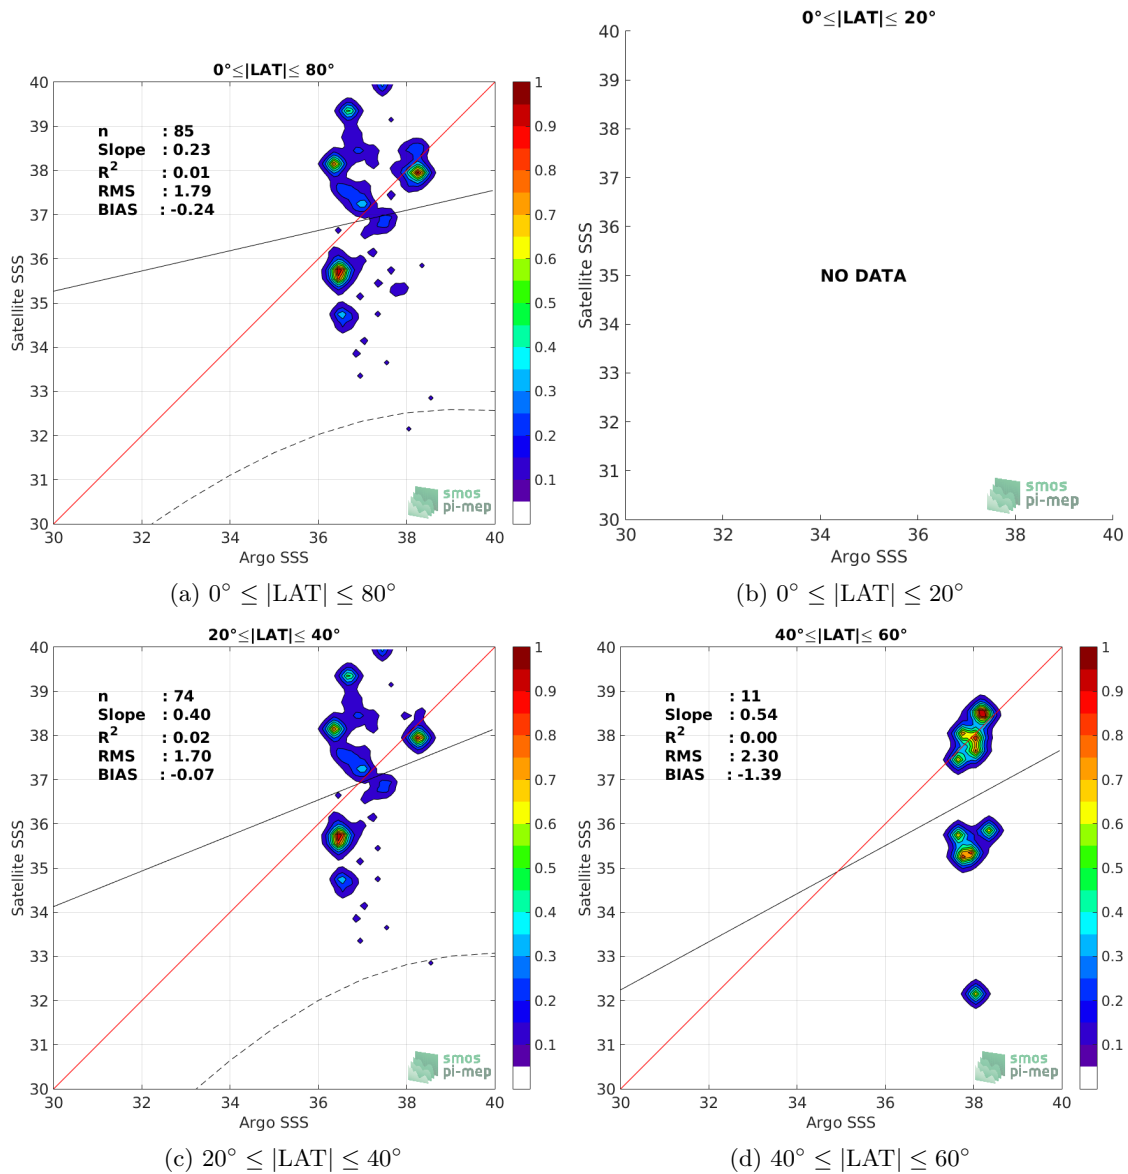 0°≤|LAT|≤ 80°
40
39
38
37
36
35
34
33
32
31
30
Satellite SSS
n : 85
Slope : 0.23
R² : 0.01
RMS : 1.79
BIAS : -0.24
smos
pi-mep
30 32 34 36 38 40
Argo SSS
1
0.9
0.8
0.7
0.6
0.5
0.4
0.3
0.2
0.1
(a) 0° ≤ |LAT| ≤ 80°
0°≤|LAT|≤ 20°
40
39
38
37
36
35
34
33
32
31
30
Satellite SSS
NO DATA
smos
pi-mep
30 32 34 36 38 40
Argo SSS
(b) 0° ≤ |LAT| ≤ 20°
20°≤|LAT|≤ 40°
40
39
38
37
36
35
34
33
32
31
30
Satellite SSS
n : 74
Slope : 0.40
R² : 0.02
RMS : 1.70
BIAS : -0.07
smos
pi-mep
30 32 34 36 38 40
Argo SSS
1
0.9
0.8
0.7
0.6
0.5
0.4
0.3
0.2
0.1
(c) 20° ≤ |LAT| ≤ 40°
40°≤|LAT|≤ 60°
40
39
38
37
36
35
34
33
32
31
30
Satellite SSS
n : 11
Slope : 0.54
R² : 0.00
RMS : 2.30
BIAS : -1.39
smos
pi-mep
30 32 34 36 38 40
Argo SSS
1
0.9
0.8
0.7
0.6
0.5
0.4
0.3
0.2
0.1
(d) 40° ≤ |LAT| ≤ 60°